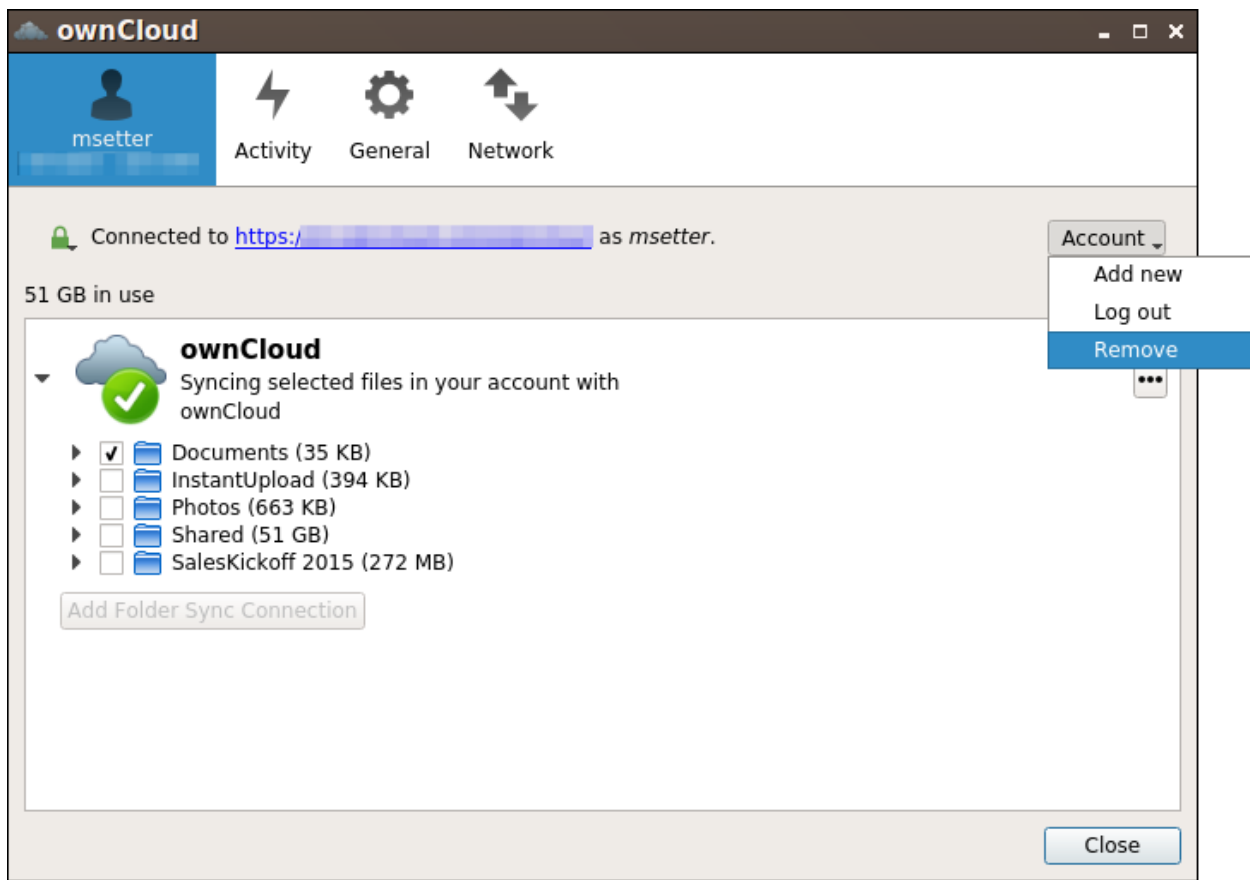 ownCloud
msetter
Activity
General
Network
Connected to https:/ as msetter.
Account
Add new
Log out
Remove
51 GB in use
ownCloud
Syncing selected files in your account with
ownCloud
Documents (35 KB)
InstantUpload (394 KB)
Photos (663 KB)
Shared (51 GB)
SalesKickoff 2015 (272 MB)
Add Folder Sync Connection
Close